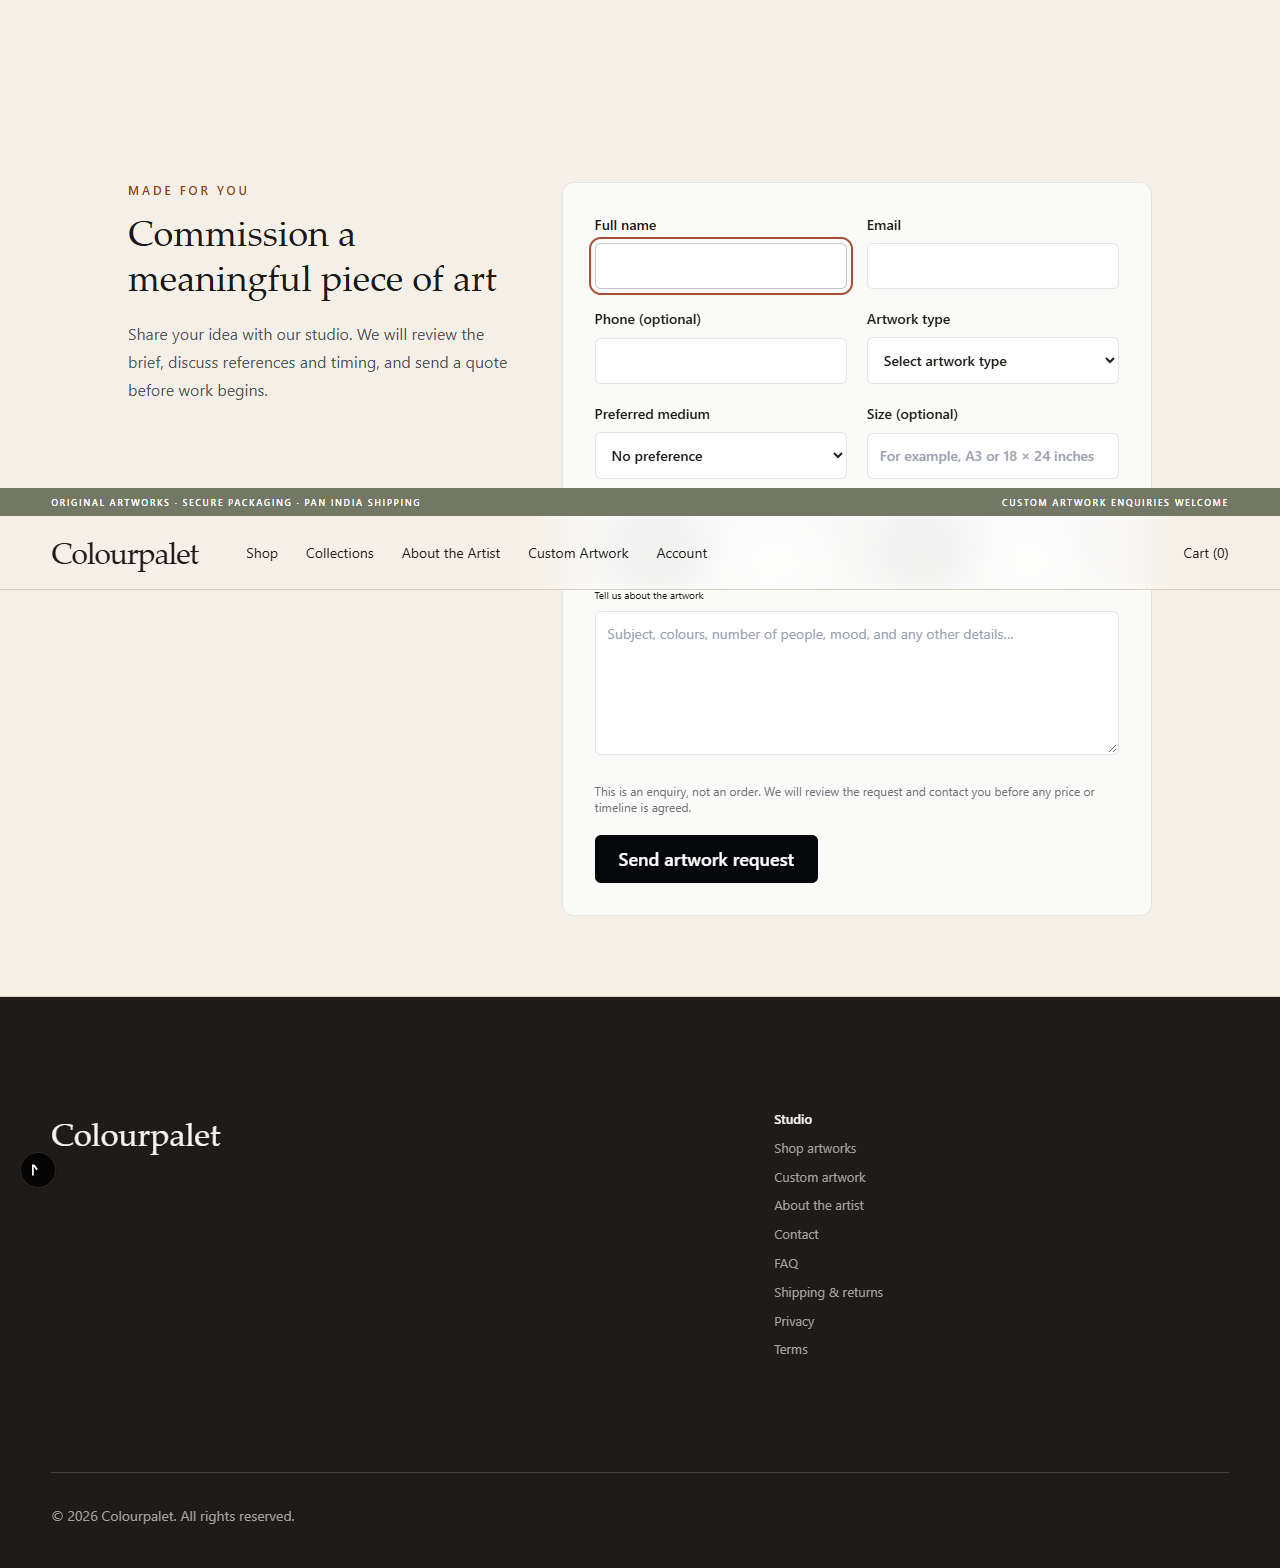 MADE FOR YOU
Commission a
meaningful piece of art
Share your idea with our studio. We will review the
brief, discuss references and timing, and send a quote
before work begins.
Full name
Email
Phone (optional)
Artwork type
Select artwork type
Preferred medium
Size (optional)
No preference
For example, A3 or 18 × 24 inches
ORIGINAL ARTWORKS · SECURE PACKAGING · PAN INDIA SHIPPING
CUSTOM ARTWORK ENQUIRIES WELCOME
Colourpalet
Shop
Collections
About the Artist
Custom Artwork
Account
Cart (0)
Tell us about the artwork
Subject, colours, number of people, mood, and any other details...
This is an enquiry, not an order. We will review the request and contact you before any price or
timeline is agreed.
Send artwork request
Colourpalet
Studio
Shop artworks
Custom artwork
About the artist
Contact
FAQ
Shipping & returns
Privacy
Terms
© 2026 Colourpalet. All rights reserved.